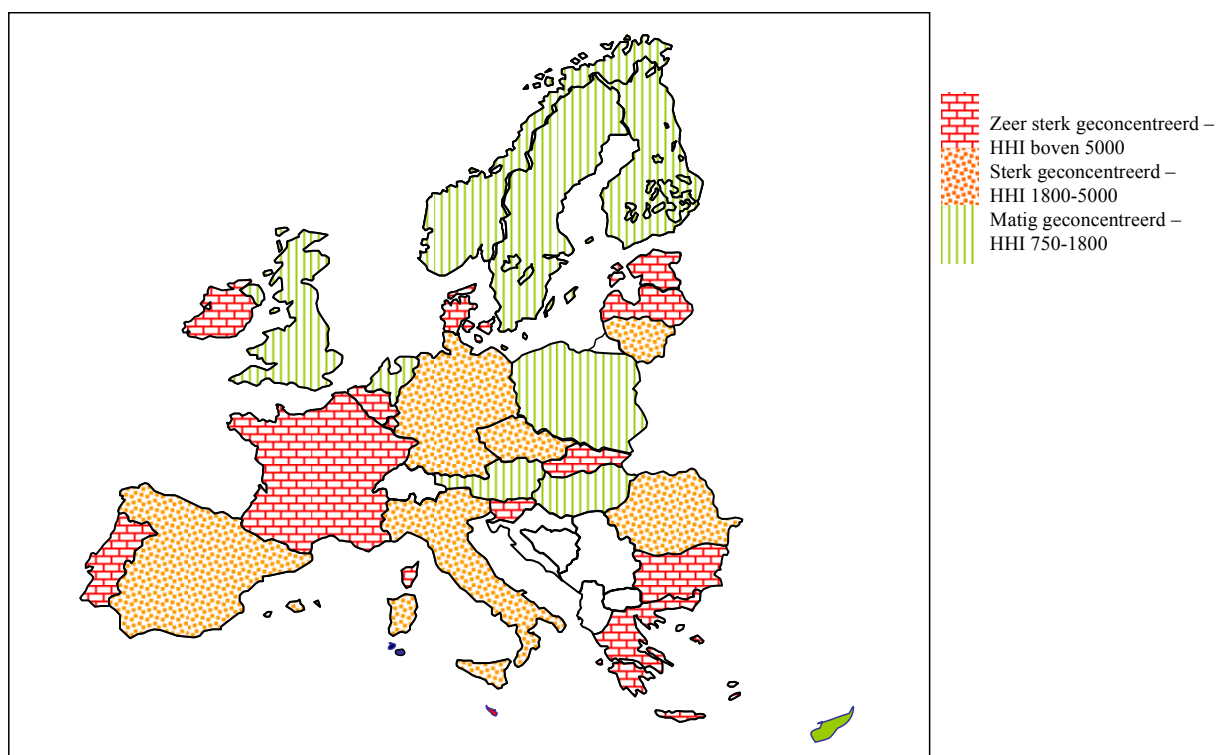 Zeer sterk geconcentreerd –
HHI boven 5000
Sterk geconcentreerd –
HHI 1800-5000
Matig geconcentreerd –
HHI 750-1800